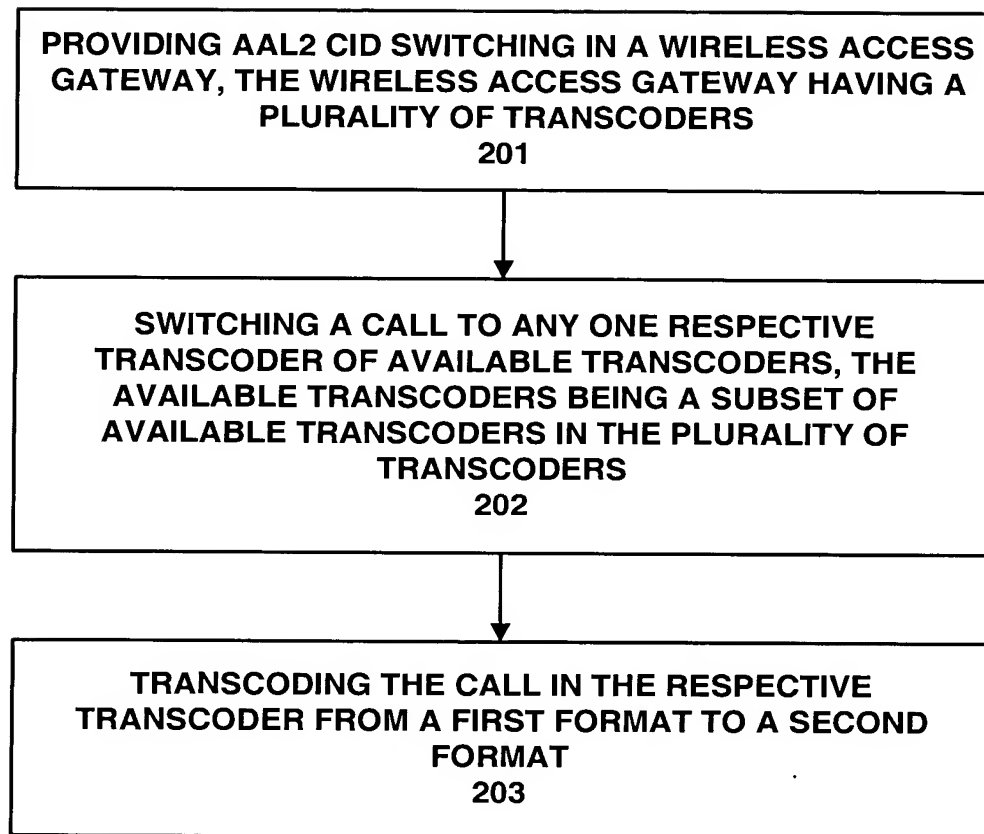 PROVIDING AAL2 CID SWITCHING IN A WIRELESS ACCESS
GATEWAY, THE WIRELESS ACCESS GATEWAY HAVING A
PLURALITY OF TRANSCODERS
201
SWITCHING A CALL TO ANY ONE RESPECTIVE
TRANSCODER OF AVAILABLE TRANSCODERS, THE
AVAILABLE TRANSCODERS BEING A SUBSET OF
AVAILABLE TRANSCODERS IN THE PLURALITY OF
TRANSCODERS
202
TRANSCODING THE CALL IN THE RESPECTIVE
TRANSCODER FROM A FIRST FORMAT TO A SECOND
FORMAT
203